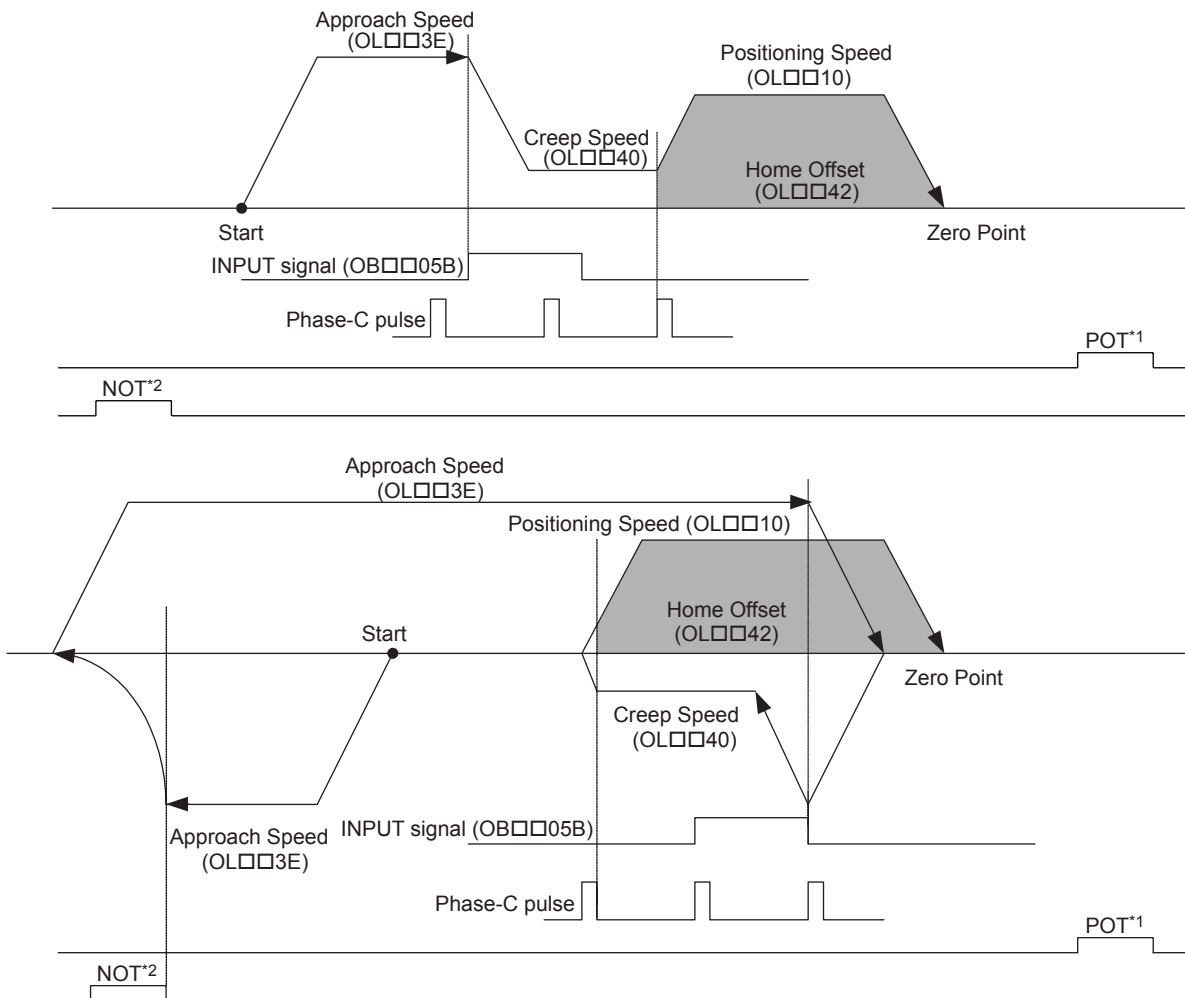 Approach Speed
(OL□□3E)
Positioning Speed
(OL□□10)
Creep Speed
(OL□□40)
Home Offset
(OL□□42)
Start
Zero Point
INPUT signal (OB□□05B)
Phase-C pulse
POT*1
NOT*2
Approach Speed
(OL□□3E)
Positioning Speed (OL□□10)
Home Offset
(OL□□42)
Start
Zero Point
Creep Speed
(OL□□40)
INPUT signal (OB□□05B)
Approach Speed
(OL□□3E)
Phase-C pulse
POT*1
NOT*2